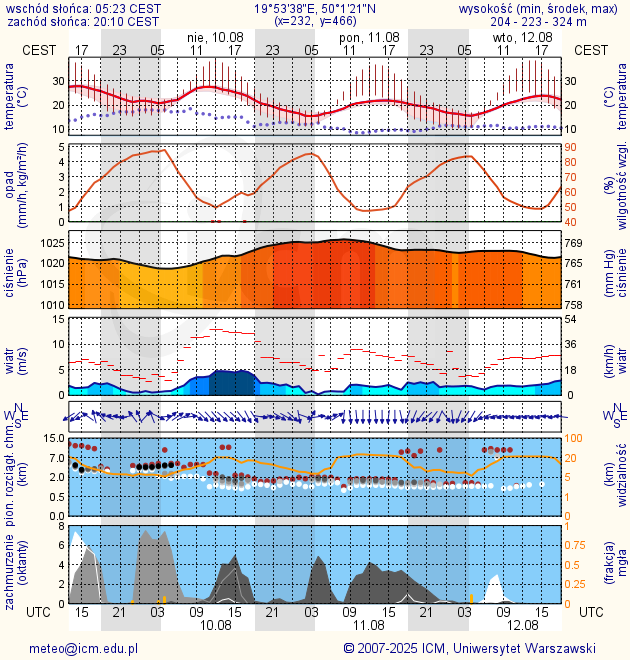 wschód słońca: 05:23 CEST 19°53'38"E, 50°1'21"N wysokość (min, środek, max)
zachód słońca: 20:10 CEST (x=232, y=466) 204 - 223 - 324 m
nie, 10.08 pon, 11.08 wto, 12.08
CEST 17 23 05 11 17 23 05 11 17 23 05 11 17 CEST
temperatura (°C) 30 20 10 30 20 10 temperatura (°C)
opad (mm/h, kg/m²/h) 5 4 3 2 1 0 90 80 70 60 50 40 (%) wilgotność wzgl.
ciśnienie (hPa) 1025 1020 1015 1010 769 765 761 758 (mm Hg) ciśnienie
wiatr (m/s) 15 10 5 0 54 36 18 0 (km/h) wiatr
N W E S N W E S
pion. rozciągł. chm. (km) 15.0 7.0 2.0 0.5 0.0 100 20 5 1 0 (km) widzialność
zachmurzenie (oktanty) 8 6 4 2 0 1 0.75 0.5 0.25 0 (frakcja) mgła
UTC 15 21 03 09 15 21 03 09 15 21 03 09 15 UTC
10.08 11.08 12.08
meteo@icm.edu.pl © 2007-2025 ICM, Uniwersytet Warszawski